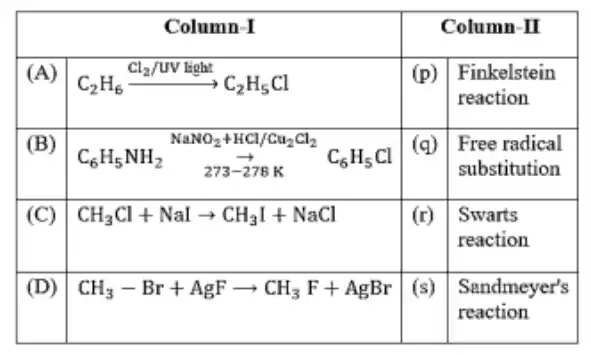 Column-I Column-II
(A) C₂H₆ —Cl₂/UV light→ C₂H₅Cl (p) Finkelstein
reaction
(B) C₆H₅NH₂ NaNO₂+HCl/Cu₂Cl₂ → 273−278 K C₆H₅Cl (q) Free radical
substitution
(C) CH₃Cl + NaI → CH₃I + NaCl (r) Swarts
reaction
(D) CH₃ − Br + AgF ⟶ CH₃ F + AgBr (s) Sandmeyer's
reaction